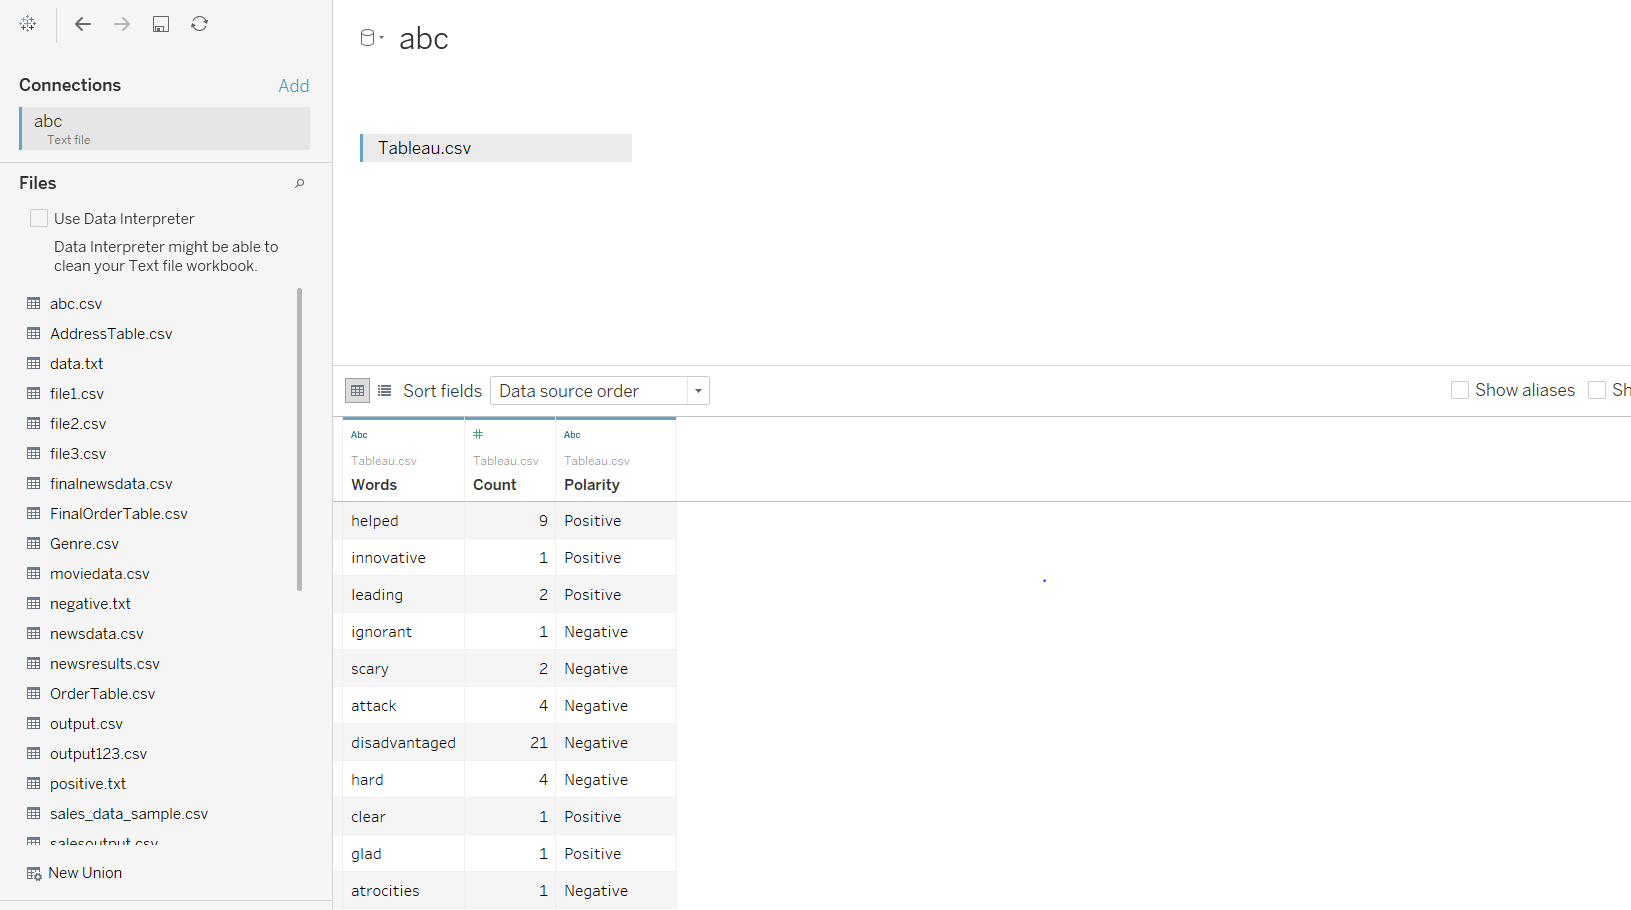 abc
Connections
Add
abc
Text file
Tableau.csv
Files
Use Data Interpreter
Data Interpreter might be able to
clean your Text file workbook.
abc.csv
AddressTable.csv
data.txt
file1.csv
file2.csv
file3.csv
finalnewsdata.csv
FinalOrderTable.csv
Genre.csv
moviedata.csv
negative.txt
newsdata.csv
newsresults.csv
OrderTable.csv
output.csv
output123.csv
positive.txt
sales_data_sample.csv
salesoutput.csv
New Union
Sort fields Data source order Show aliases Sh
Abc # Abc
Tableau.csv Tableau.csv Tableau.csv
Words Count Polarity
helped 9 Positive
innovative 1 Positive
leading 2 Positive
ignorant 1 Negative
scary 2 Negative
attack 4 Negative
disadvantaged 21 Negative
hard 4 Negative
clear 1 Positive
glad 1 Positive
atrocities 1 Negative